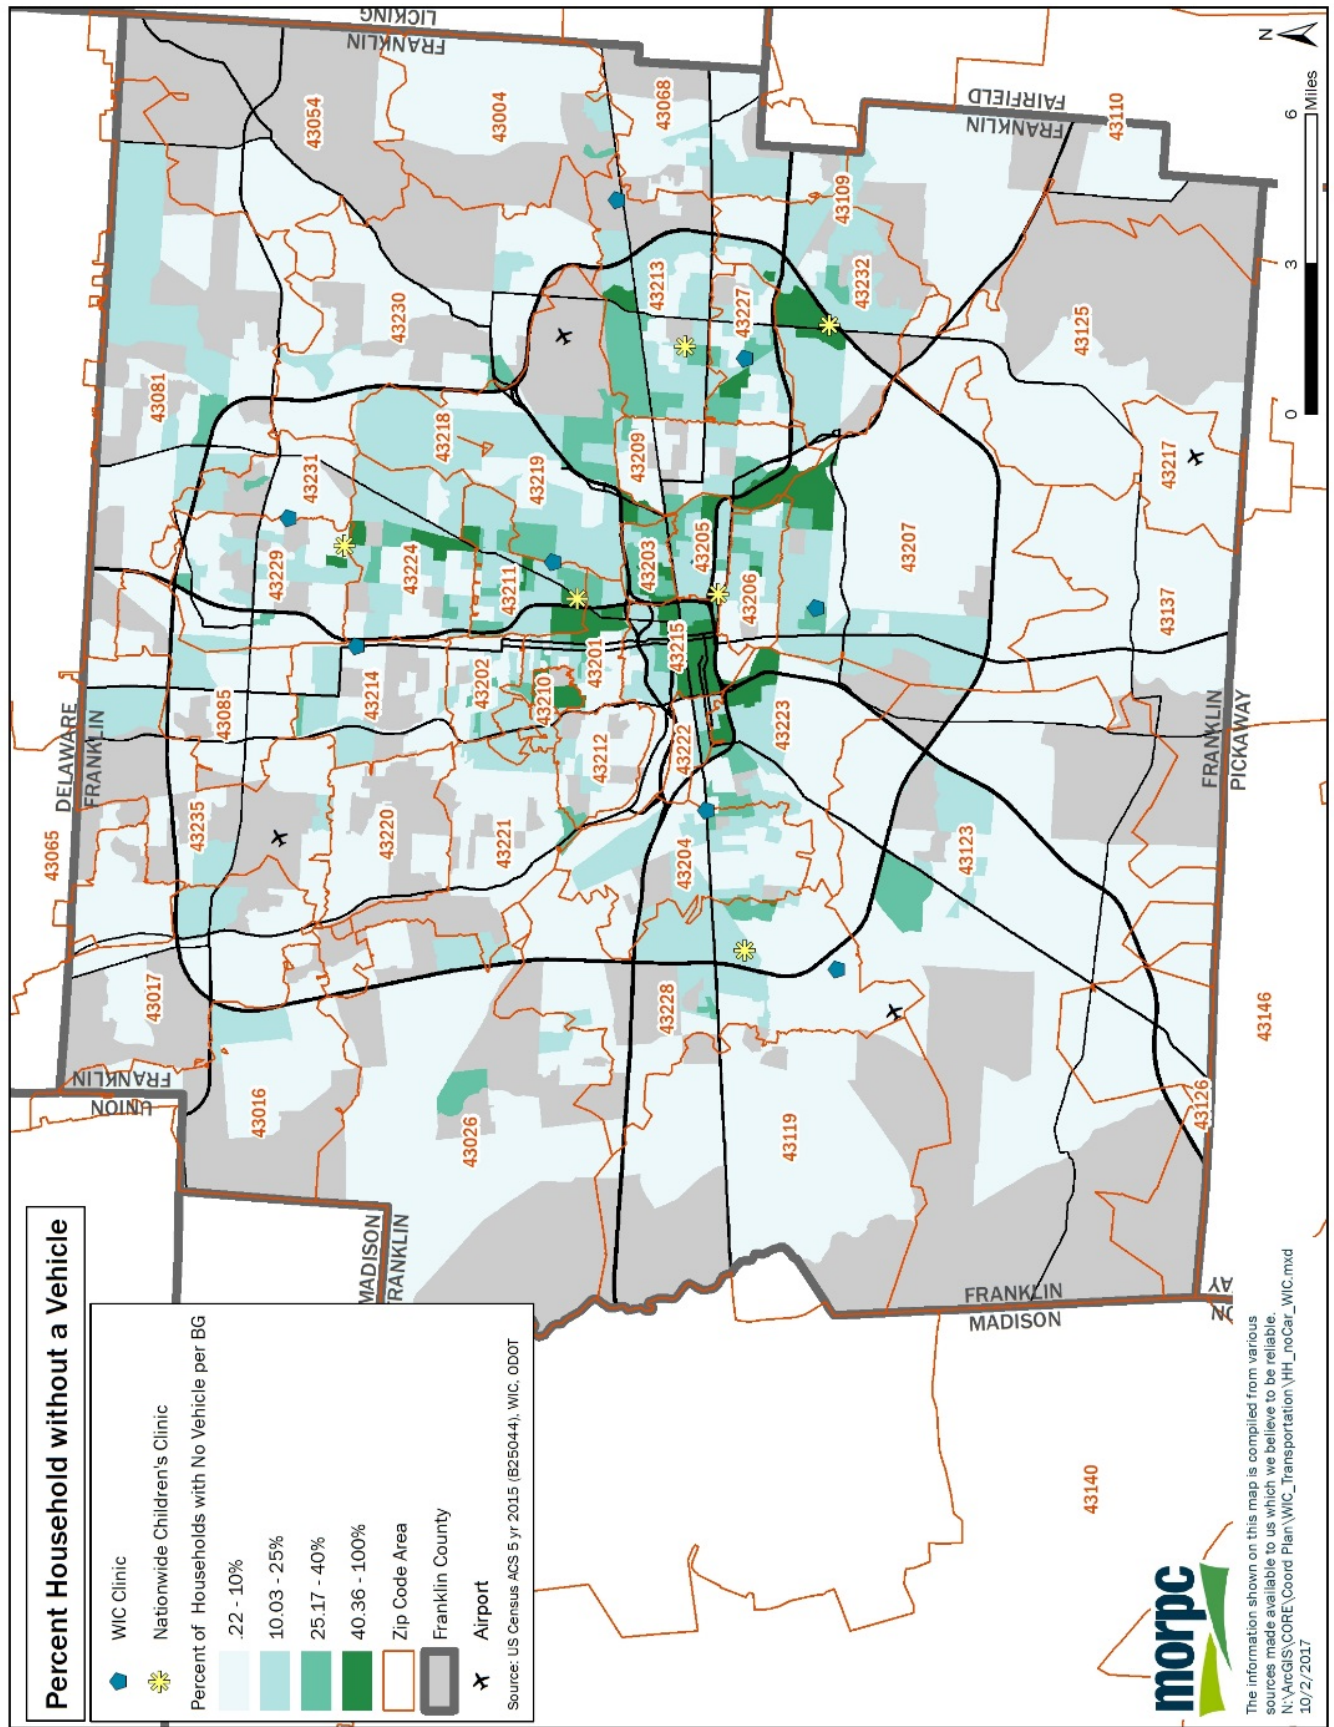 Percent Household without a Vehicle
WIC Clinic
Nationwide Children's Clinic
Percent of Households with No Vehicle per BG
.22 - 10%
10.03 - 25%
25.17 - 40%
40.36 - 100%
Zip Code Area
Franklin County
Airport
Source: US Census ACS 5 yr 2015 (B25044), WIC, ODOT
UNION
FRANKLIN
DELAWARE
FRANKLIN
FRANKLIN
LICKING
MADISON
FRANKLIN
FRANKLIN
FAIRFIELD
FRANKLIN
MADISON
FRANKLIN
PICKAWAY
43065
43017
43235
43085
43081
43054
43016
43229
43231
43230
43220
43214
43224
43218
43004
43026
43221
43202
43211
43219
43210
43212
43201
43228
43204
43222
43215
43203
43209
43213
43068
43205
43119
43223
43206
43227
43109
43232
43123
43207
43125
43110
43140
43126
43137
43217
43146
0
3
6
Miles
N
morpc
The information shown on this map is compiled from various
sources made available to us which we believe to be reliable.
N:\ArcGIS\CORE\Coord Plan\WIC_Transportation\HH_noCar_WIC.mxd
10/2/2017